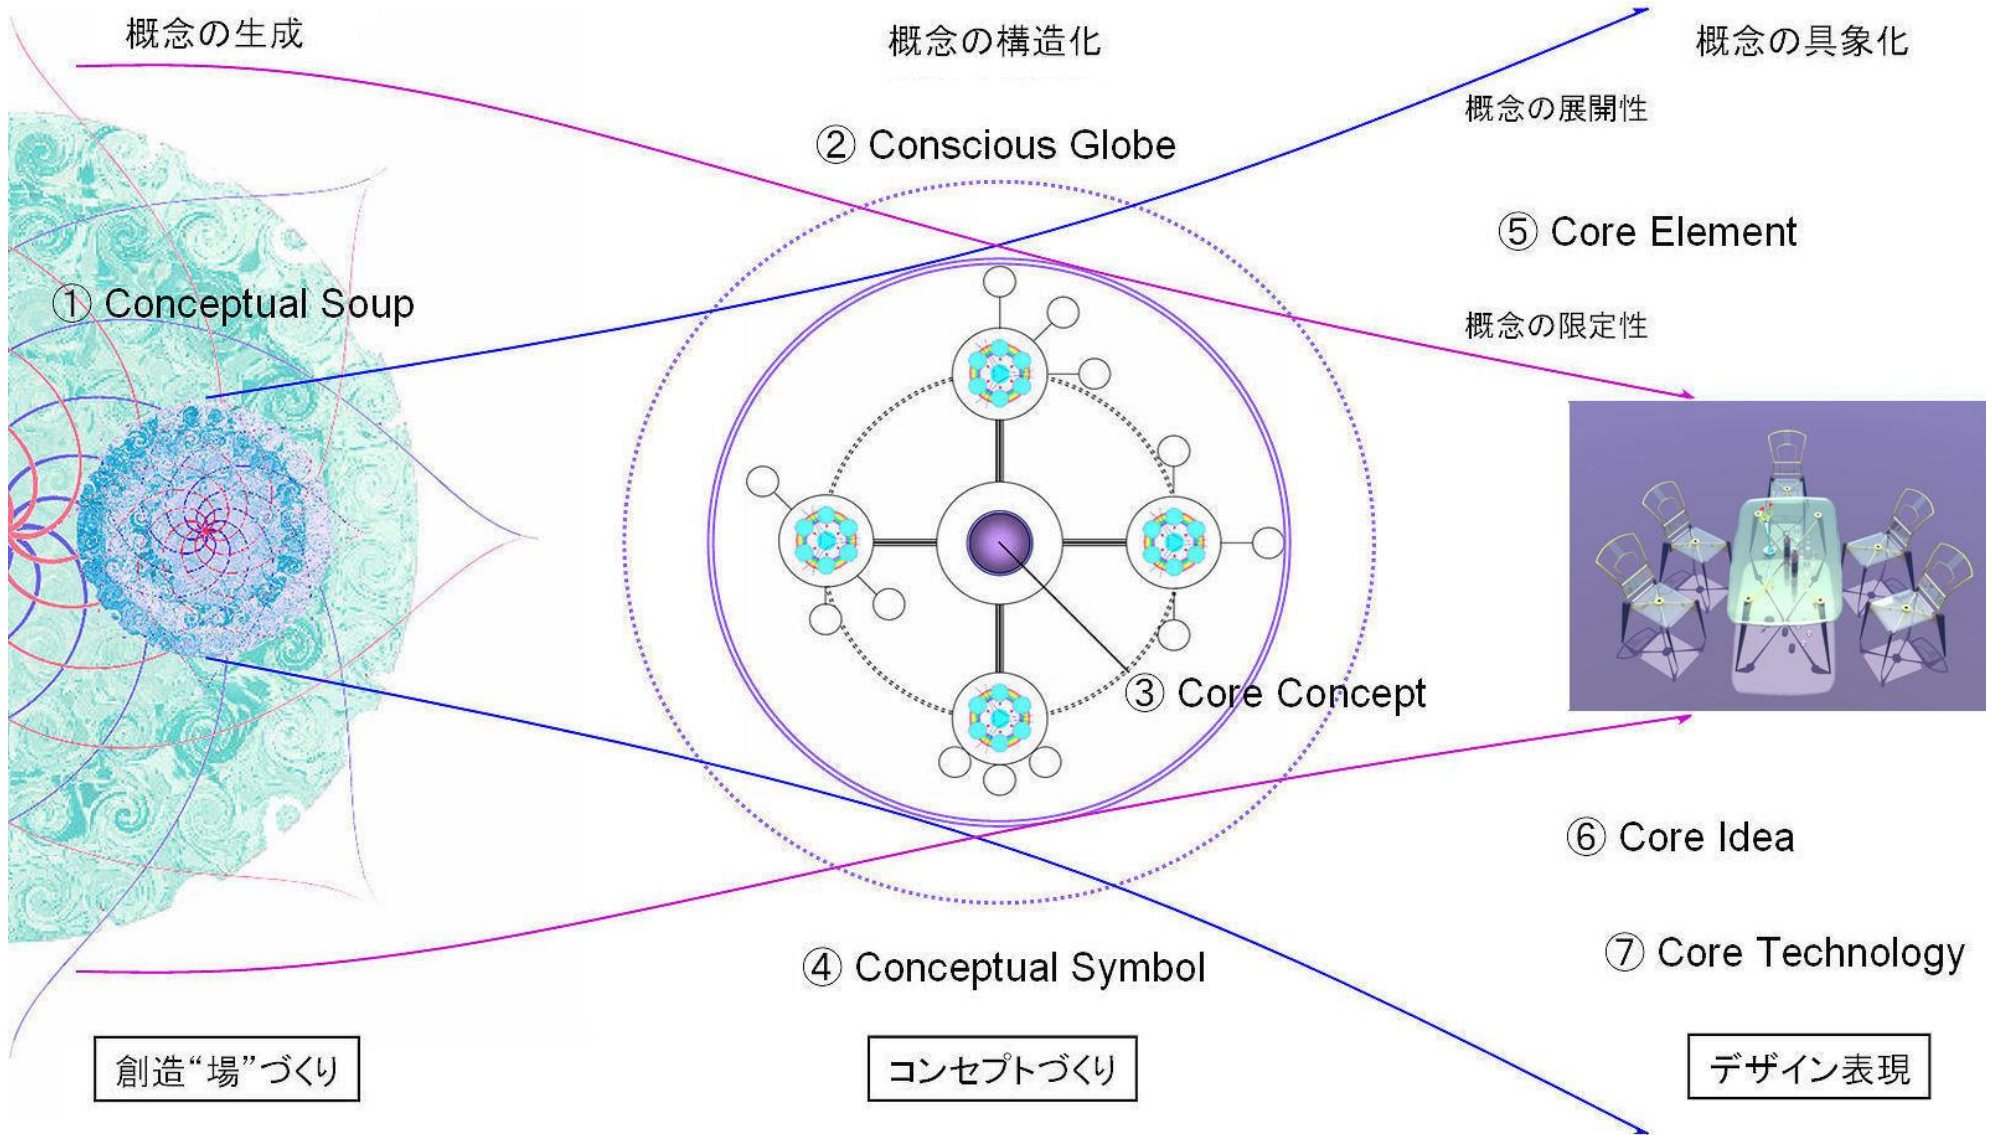 概念の生成
概念の構造化
概念の具象化
概念の展開性
② Conscious Globe
⑤ Core Element
① Conceptual Soup
概念の限定性
③ Core Concept
⑥ Core Idea
④ Conceptual Symbol
⑦ Core Technology
創造“場”づくり
コンセプトづくり
デザイン表現